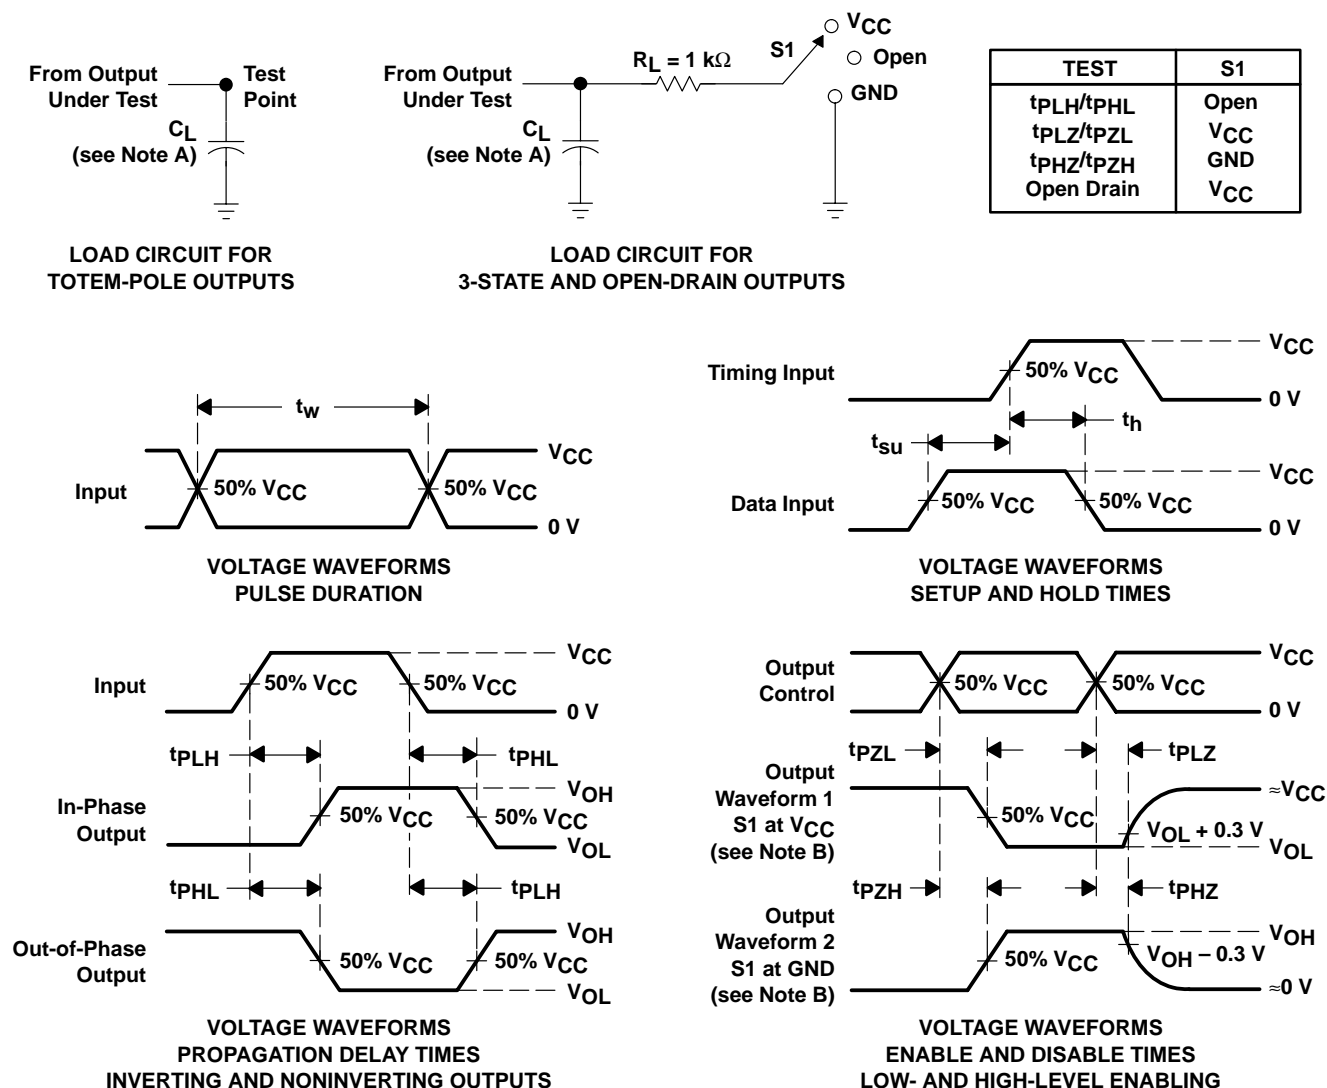 From Output
Under Test
Test
Point
CL
(see Note A)
LOAD CIRCUIT FOR
TOTEM-POLE OUTPUTS
From Output
Under Test
RL = 1 kΩ
S1
VCC
Open
GND
CL
(see Note A)
LOAD CIRCUIT FOR
3-STATE AND OPEN-DRAIN OUTPUTS
TEST S1
tPLH/tPHL Open
tPLZ/tPZL VCC
tPHZ/tPZH GND
Open Drain VCC
tw
Input
VCC
50% VCC
50% VCC
0 V
VOLTAGE WAVEFORMS
PULSE DURATION
Timing Input
50% VCC
VCC
0 V
tsu
th
Data Input
50% VCC
50% VCC
VCC
0 V
VOLTAGE WAVEFORMS
SETUP AND HOLD TIMES
Input
50% VCC
50% VCC
VCC
0 V
tPLH
tPHL
In-Phase
Output
50% VCC
50% VCC
VOH
VOL
tPHL
tPLH
Out-of-Phase
Output
50% VCC
50% VCC
VOH
VOL
VOLTAGE WAVEFORMS
PROPAGATION DELAY TIMES
INVERTING AND NONINVERTING OUTPUTS
Output
Control
50% VCC
50% VCC
VCC
0 V
tPZL
tPLZ
Output
Waveform 1
S1 at VCC
(see Note B)
50% VCC
≈VCC
VOL + 0.3 V
VOL
tPZH
tPHZ
Output
Waveform 2
S1 at GND
(see Note B)
50% VCC
VOH
VOH − 0.3 V
≈0 V
VOLTAGE WAVEFORMS
ENABLE AND DISABLE TIMES
LOW- AND HIGH-LEVEL ENABLING